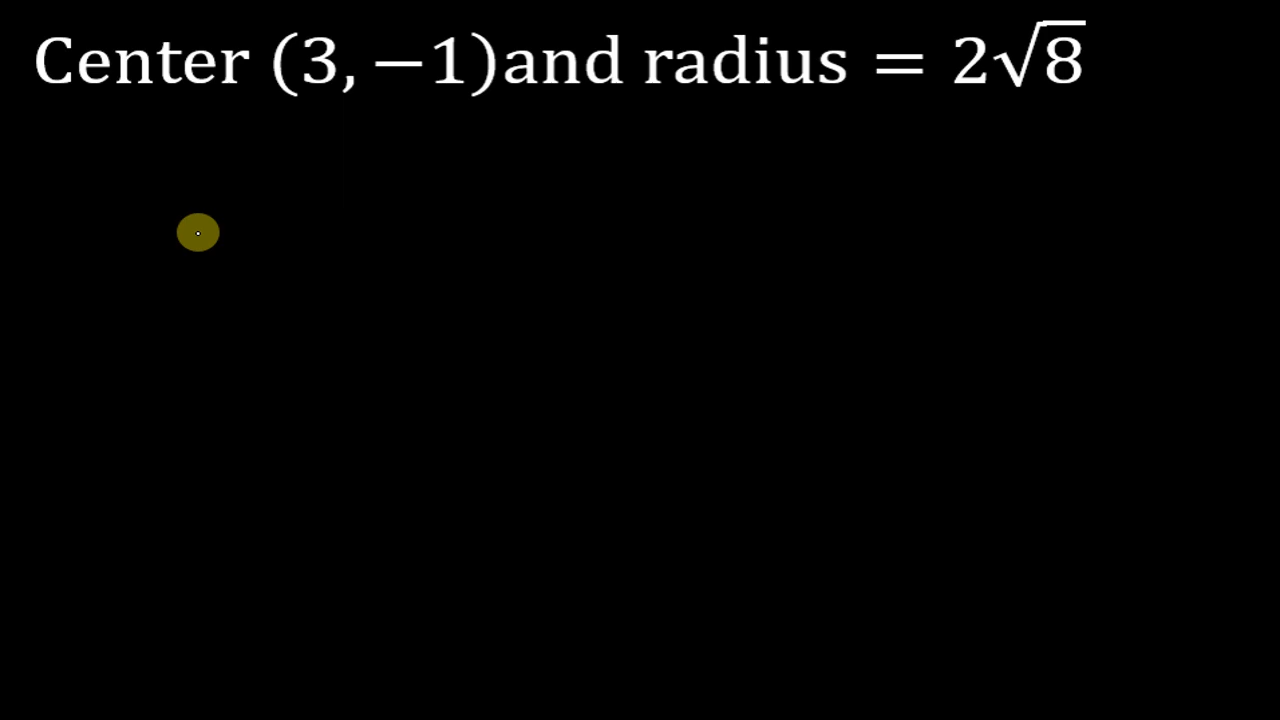 Center (3, −1)and radius = 2√8